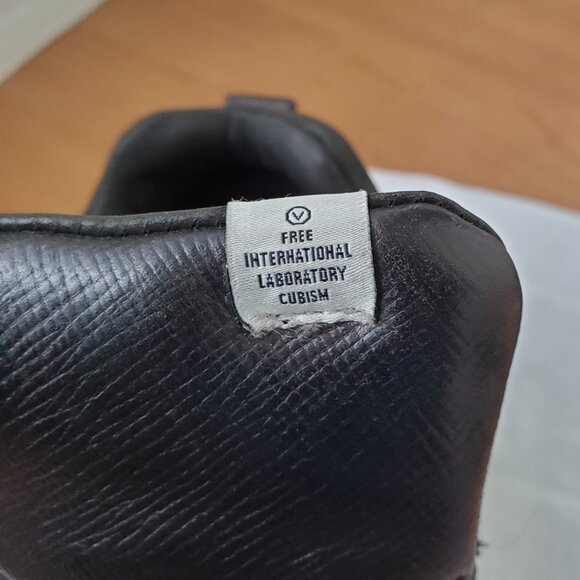 V
FREE
INTERNATIONAL
LABORATORY
CUBISM